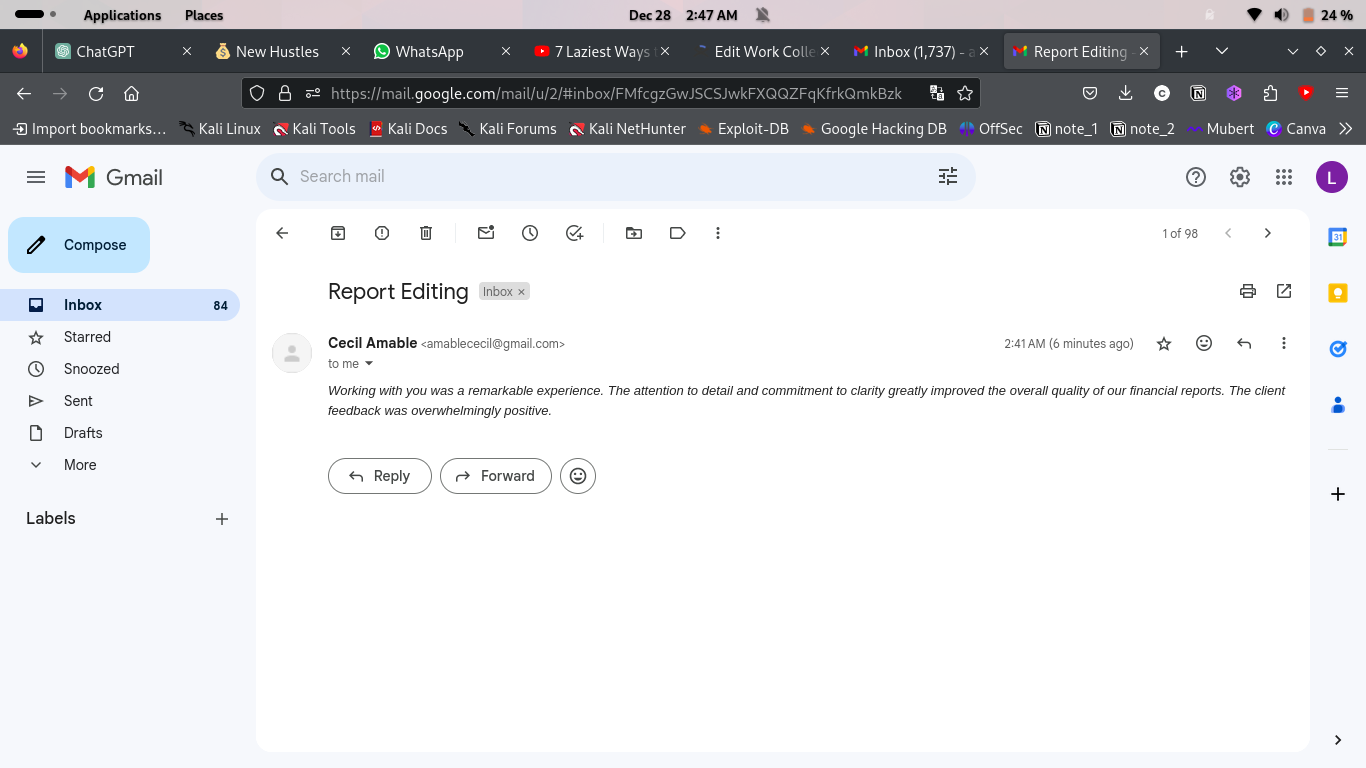 Applications Places Dec 28 2:47 AM 24 %
ChatGPT New Hustles WhatsApp 7 Laziest Ways Edit Work Colle Inbox (1,737) - Report Editing
https://mail.google.com/mail/u/2/#inbox/FMfcgzGwJSCSJwkFXQQZFqKfrkQmkBzk
Import bookmarks… Kali Linux Kali Tools Kali Docs Kali Forums Kali NetHunter Exploit-DB Google Hacking DB OffSec note_1 note_2 Mubert Canva
Gmail Search mail L
Compose 1 of 98
Report Editing Inbox ×
Inbox 84
Starred
Snoozed
Sent
Drafts
More
Labels
Cecil Amable <amablececil@gmail.com> 2:41 AM (6 minutes ago)
to me
Working with you was a remarkable experience. The attention to detail and commitment to clarity greatly improved the overall quality of our financial reports. The client
feedback was overwhelmingly positive.
Reply Forward
31